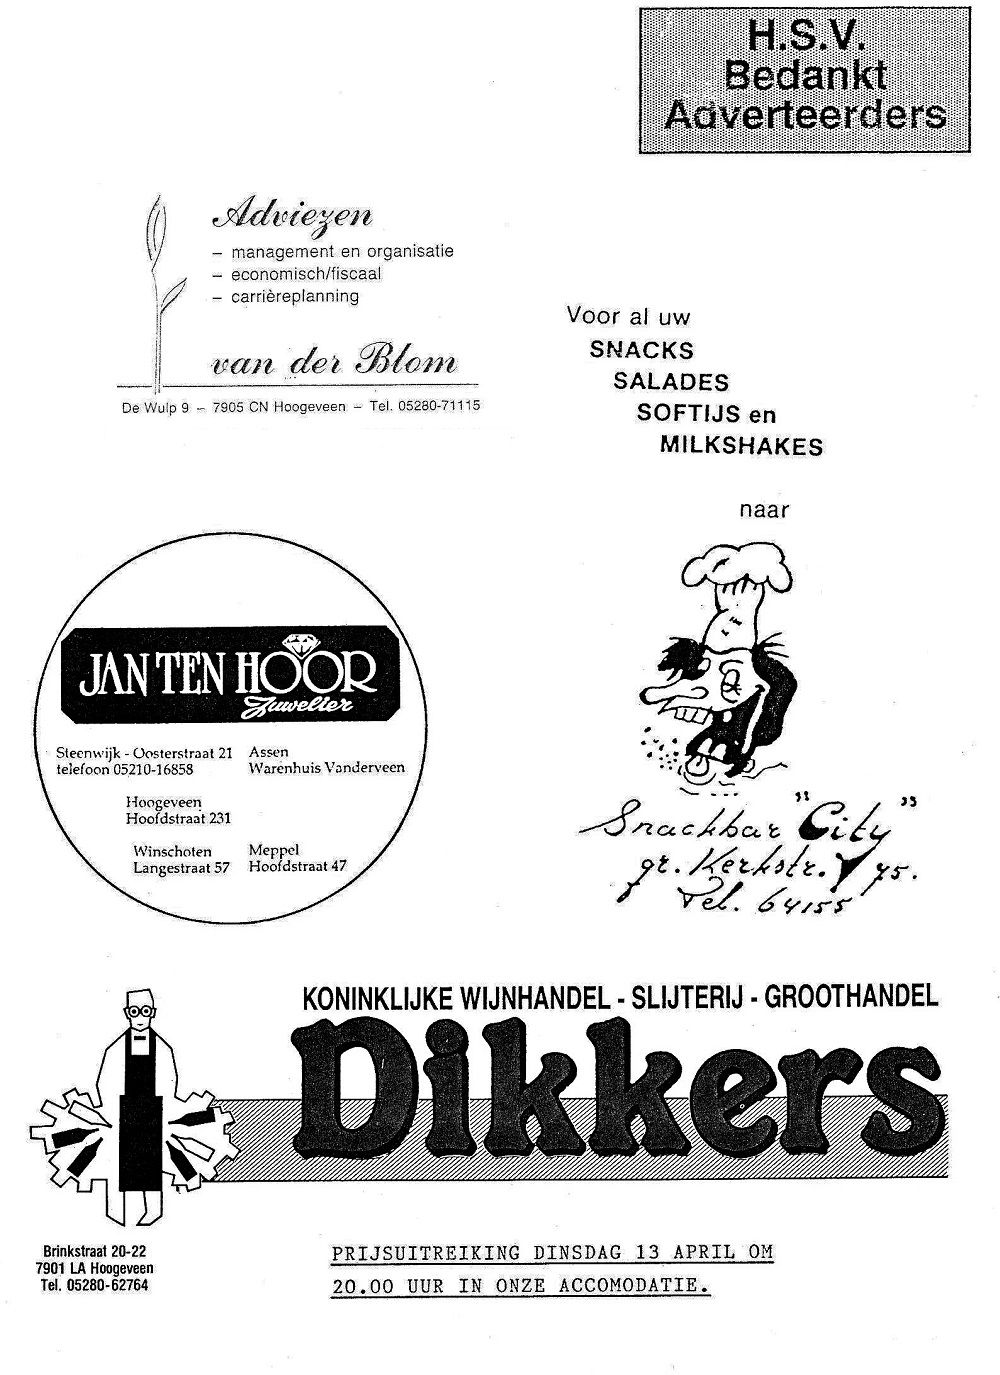 H.S.V.
Bedankt
Adverteerders
Adviezen
– management en organisatie
– economisch/fiscaal
– carrièreplanning
van der Blom
De Wulp 9 – 7905 CN Hoogeveen – Tel. 05280-71115
Voor al uw
SNACKS
SALADES
SOFTIJS en
MILKSHAKES
naar
Snackbar "City"
gr. Kerkstr. 75.
Tel. 64155
JAN TEN HOOR
Juwelier
Steenwijk - Oosterstraat 21
telefoon 05210-16858
Assen
Warenhuis Vanderveen
Hoogeveen
Hoofdstraat 231
Winschoten
Langestraat 57
Meppel
Hoofdstraat 47
KONINKLIJKE WIJNHANDEL - SLIJTERIJ - GROOTHANDEL
Dikkers
Brinkstraat 20-22
7901 LA Hoogeveen
Tel. 05280-62764
PRIJSUITREIKING DINSDAG 13 APRIL OM
20.00 UUR IN ONZE ACCOMODATIE.